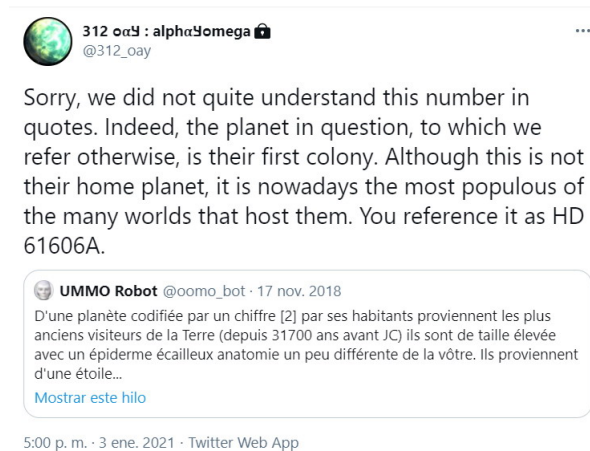 312 oαყ : alphαყomega 🔒
@312_oay
Sorry, we did not quite understand this number in
quotes. Indeed, the planet in question, to which we
refer otherwise, is their first colony. Although this is not
their home planet, it is nowadays the most populous of
the many worlds that host them. You reference it as HD
61606A.
UMMO Robot @oomo_bot · 17 nov. 2018
D'une planète codifiée par un chiffre [2] par ses habitants proviennent les plus
anciens visiteurs de la Terre (depuis 31700 ans avant JC) ils sont de taille élevée
avec un épiderme écailleux anatomie un peu différente de la vôtre. Ils proviennent
d'une étoile...
Mostrar este hilo
5:00 p. m. · 3 ene. 2021 · Twitter Web App